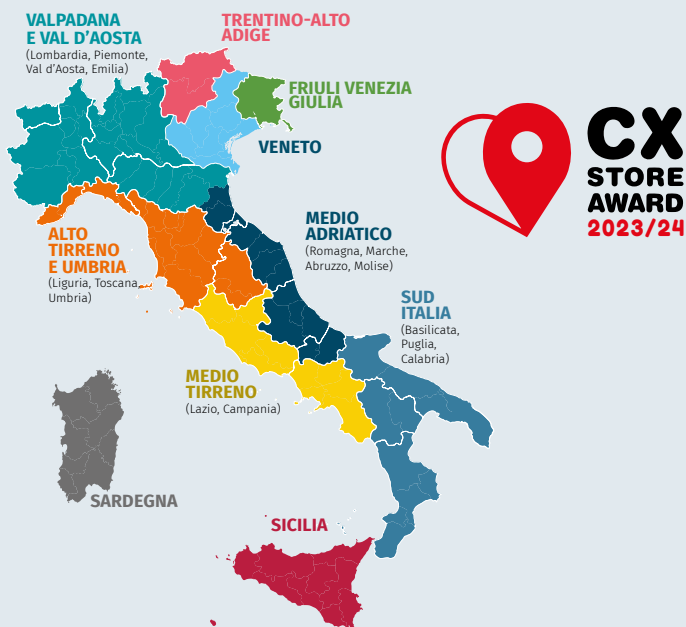 VALPADANA
E VAL D’AOSTA
(Lombardia, Piemonte,
Val d’Aosta, Emilia)
TRENTINO-ALTO
ADIGE
FRIULI VENEZIA
GIULIA
VENETO
CX
STORE
AWARD
2023/24
ALTO
TIRRENO
E UMBRIA
(Liguria, Toscana,
Umbria)
MEDIO
ADRIATICO
(Romagna, Marche,
Abruzzo, Molise)
SUD
ITALIA
(Basilicata,
Puglia,
Calabria)
MEDIO
TIRRENO
(Lazio, Campania)
SARDEGNA
SICILIA